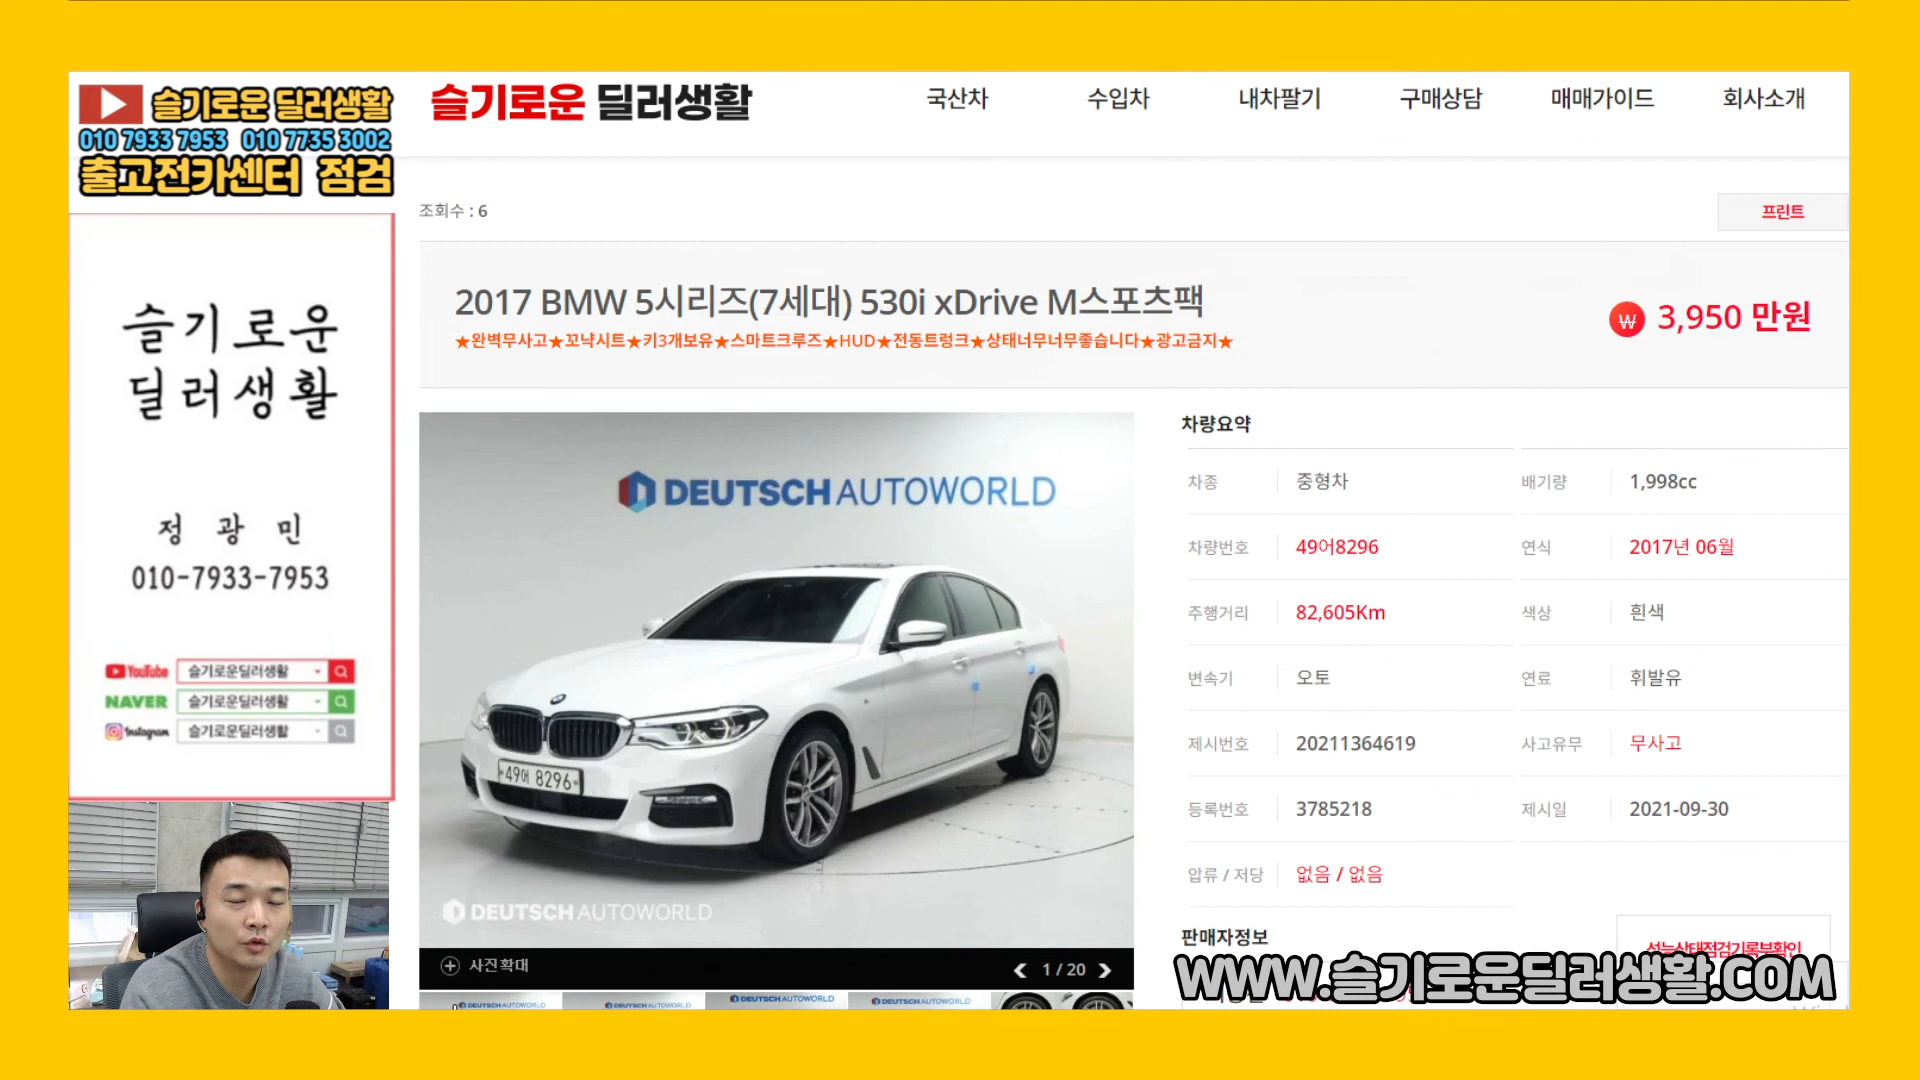 슬기로운 딜러생활
010 7933 7953 010 7735 3002
출고전카센터 점검
슬기로운 딜러생활
국산차 수입차 내차팔기 구매상담 매매가이드 회사소개
조회수 : 6
프린트
2017 BMW 5시리즈(7세대) 530i xDrive M스포츠팩
★완벽무사고★꼬냑시트★키3개보유★스마트크루즈★HUD★전동트렁크★상태너무너무좋습니다★광고금지★
₩ 3,950 만원
슬기로운
딜러생활
정 광 민
010-7933-7953
YouTube 슬기로운딜러생활
NAVER 슬기로운딜러생활
Instagram 슬기로운딜러생활
DEUTSCH AUTOWORLD
49어 8296
DEUTSCH AUTOWORLD
사진확대
1 / 20
DEUTSCH AUTOWORLD
DEUTSCH AUTOWORLD
DEUTSCH AUTOWORLD
DEUTSCH AUTOWORLD
차량요약
차종 중형차 배기량 1,998cc
차량번호 49어8296 연식 2017년 06월
주행거리 82,605Km 색상 흰색
변속기 오토 연료 휘발유
제시번호 20211364619 사고유무 무사고
등록번호 3785218 제시일 2021-09-30
압류 / 저당 없음 / 없음
판매자정보
성능상태점검기록부확인
WWW.슬기로운딜러생활.COM